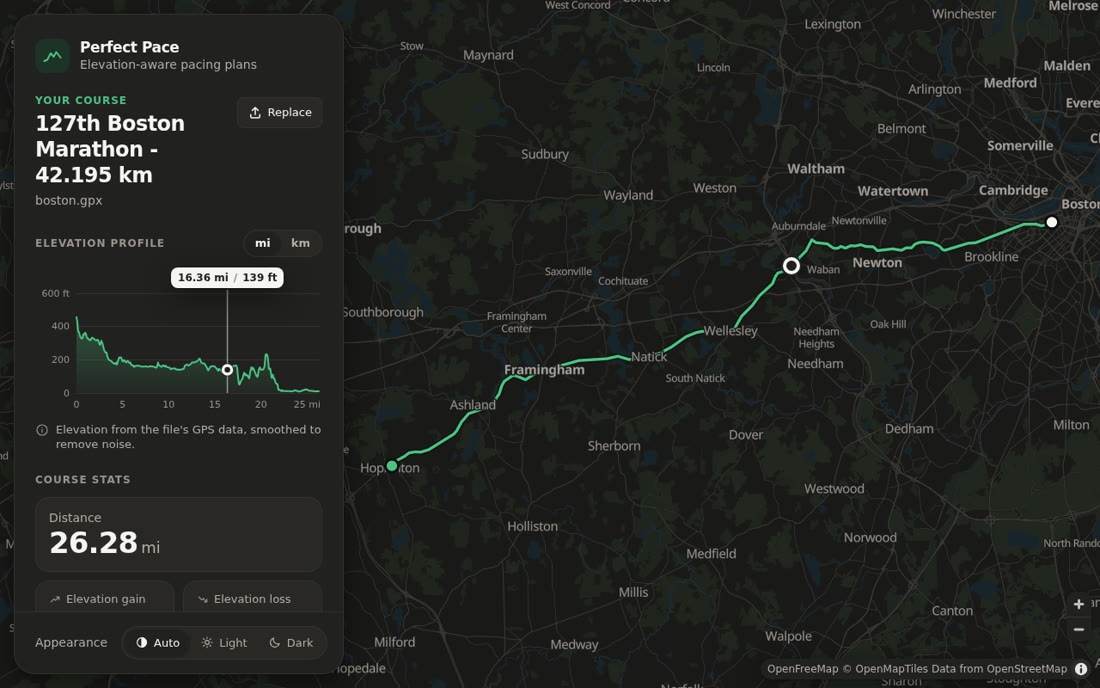 Perfect Pace
Elevation-aware pacing plans
YOUR COURSE
Replace
127th Boston
Marathon -
42.195 km
boston.gpx
ELEVATION PROFILE
mi km
16.36 mi / 139 ft
600 ft
400
200
0
0 5 10 15 20 25 mi
Elevation from the file's GPS data, smoothed to
remove noise.
COURSE STATS
Distance
26.28 mi
Elevation gain
Elevation loss
Appearance
Auto Light Dark
West Concord
Winchester
Melrose
Lexington
Stow
Maynard
Lincoln
Malden
Medford
Arlington
Belmont
Somerville
Sudbury
Waltham
Weston
Watertown
Cambridge
Wayland
Boston
Auburndale
Newtonville
Brookline
Newton
Waban
Saxonville
Cochituate
Southborough
Framingham
Center
Wellesley
Needham
Heights
Oak Hill
Natick
Needham
Framingham
South Natick
Ashland
Dover
Dedham
Milton
Sherborn
Westwood
Holliston
Norwood
Medfield
Millis
Canton
Milford
Medway
Walpole
OpenFreeMap © OpenMapTiles Data from OpenStreetMap